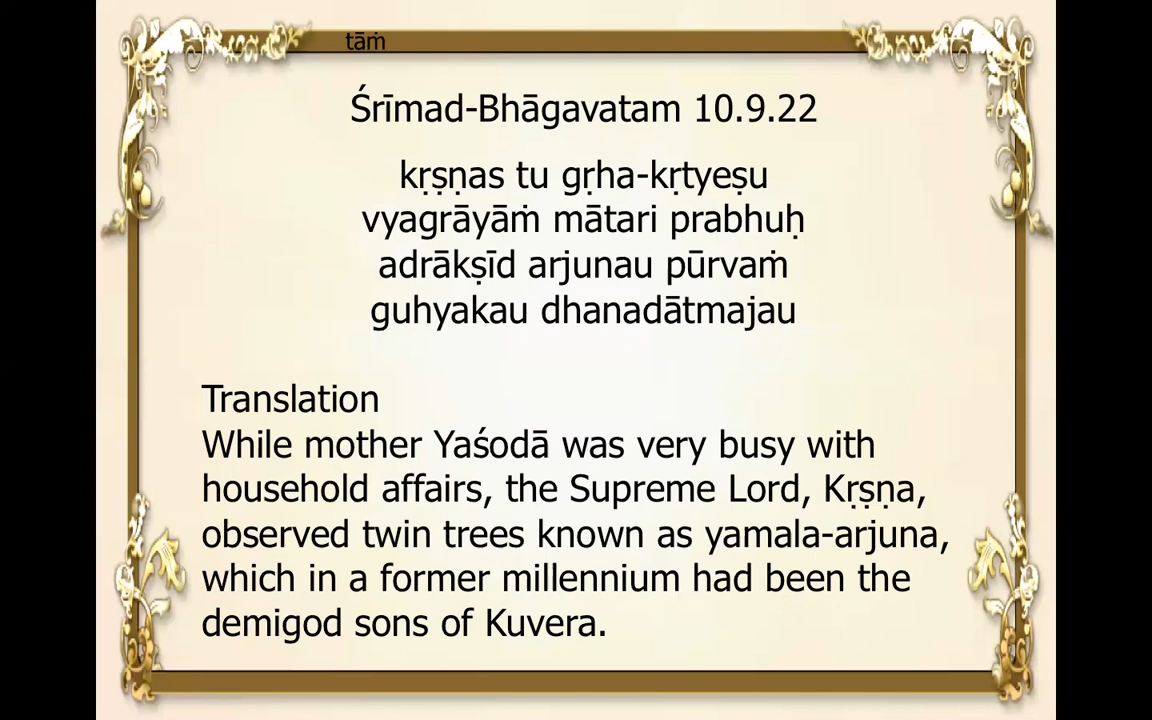 tāṁ
Śrīmad-Bhāgavatam 10.9.22
kṛṣṇas tu gṛha-kṛtyeṣu
vyagrāyāṁ mātari prabhuḥ
adrākṣīd arjunau pūrvaṁ
guhyakau dhanadātmajau
Translation
While mother Yaśodā was very busy with
household affairs, the Supreme Lord, Kṛṣṇa,
observed twin trees known as yamala-arjuna,
which in a former millennium had been the
demigod sons of Kuvera.